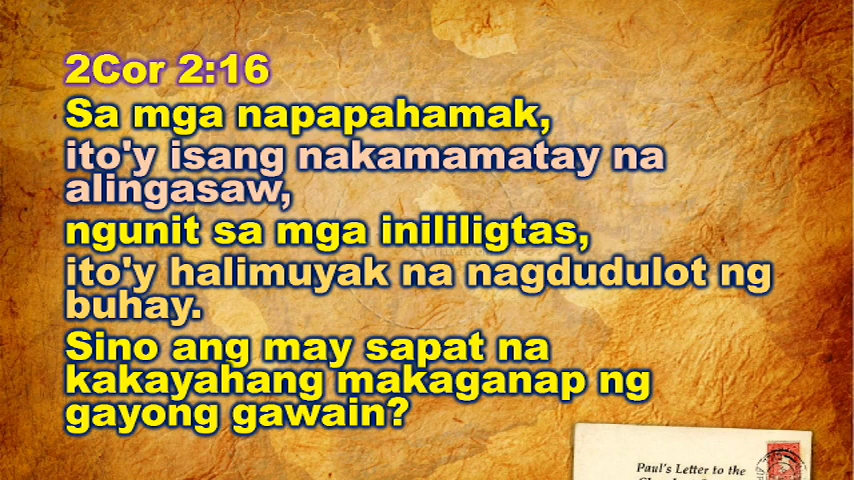 2Cor 2:16
Sa mga napapahamak,
ito'y isang nakamamatay na
alingasaw,
ngunit sa mga inililigtas,
ito'y halimuyak na nagdudulot ng
buhay.
Sino ang may sapat na
kakayahang makaganap ng
gayong gawain?
Paul's Letter to the